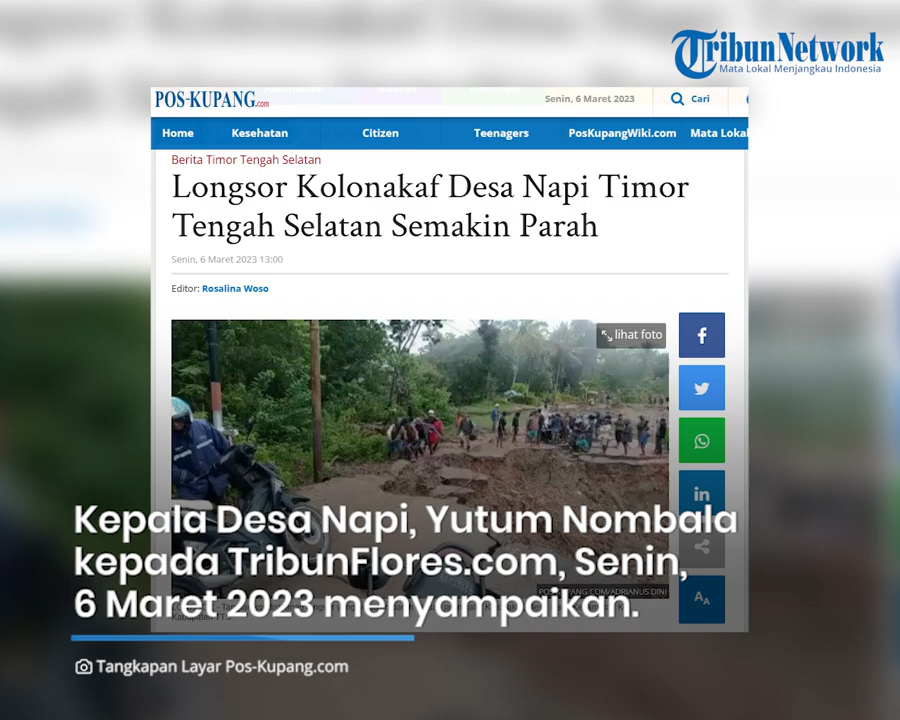 Tribun Network
Mata Lokal Menjangkau Indonesia
POS-KUPANG.com
Senin, 6 Maret 2023
Cari
Home
Kesehatan
Citizen
Teenagers
PosKupangWiki.com
Mata Lokal
Berita Timor Tengah Selatan
Longsor Kolonakaf Desa Napi Timor
Tengah Selatan Semakin Parah
Senin, 6 Maret 2023 13:00
Editor: Rosalina Woso
lihat foto
Kepala Desa Napi, Yutum Nombala
kepada TribunFlores.com, Senin,
6 Maret 2023 menyampaikan.
Tangkapan Layar Pos-Kupang.com